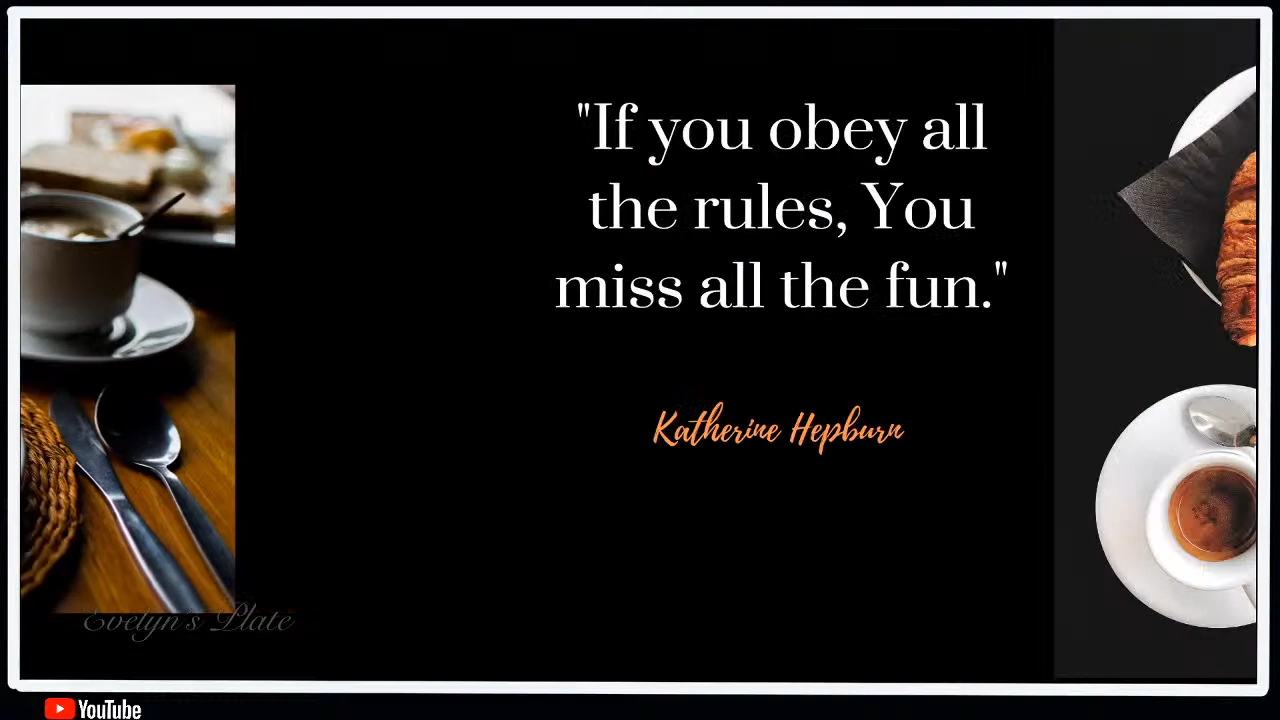 "If you obey all
the rules, You
miss all the fun."
Katherine Hepburn
Evelyn's Plate
YouTube